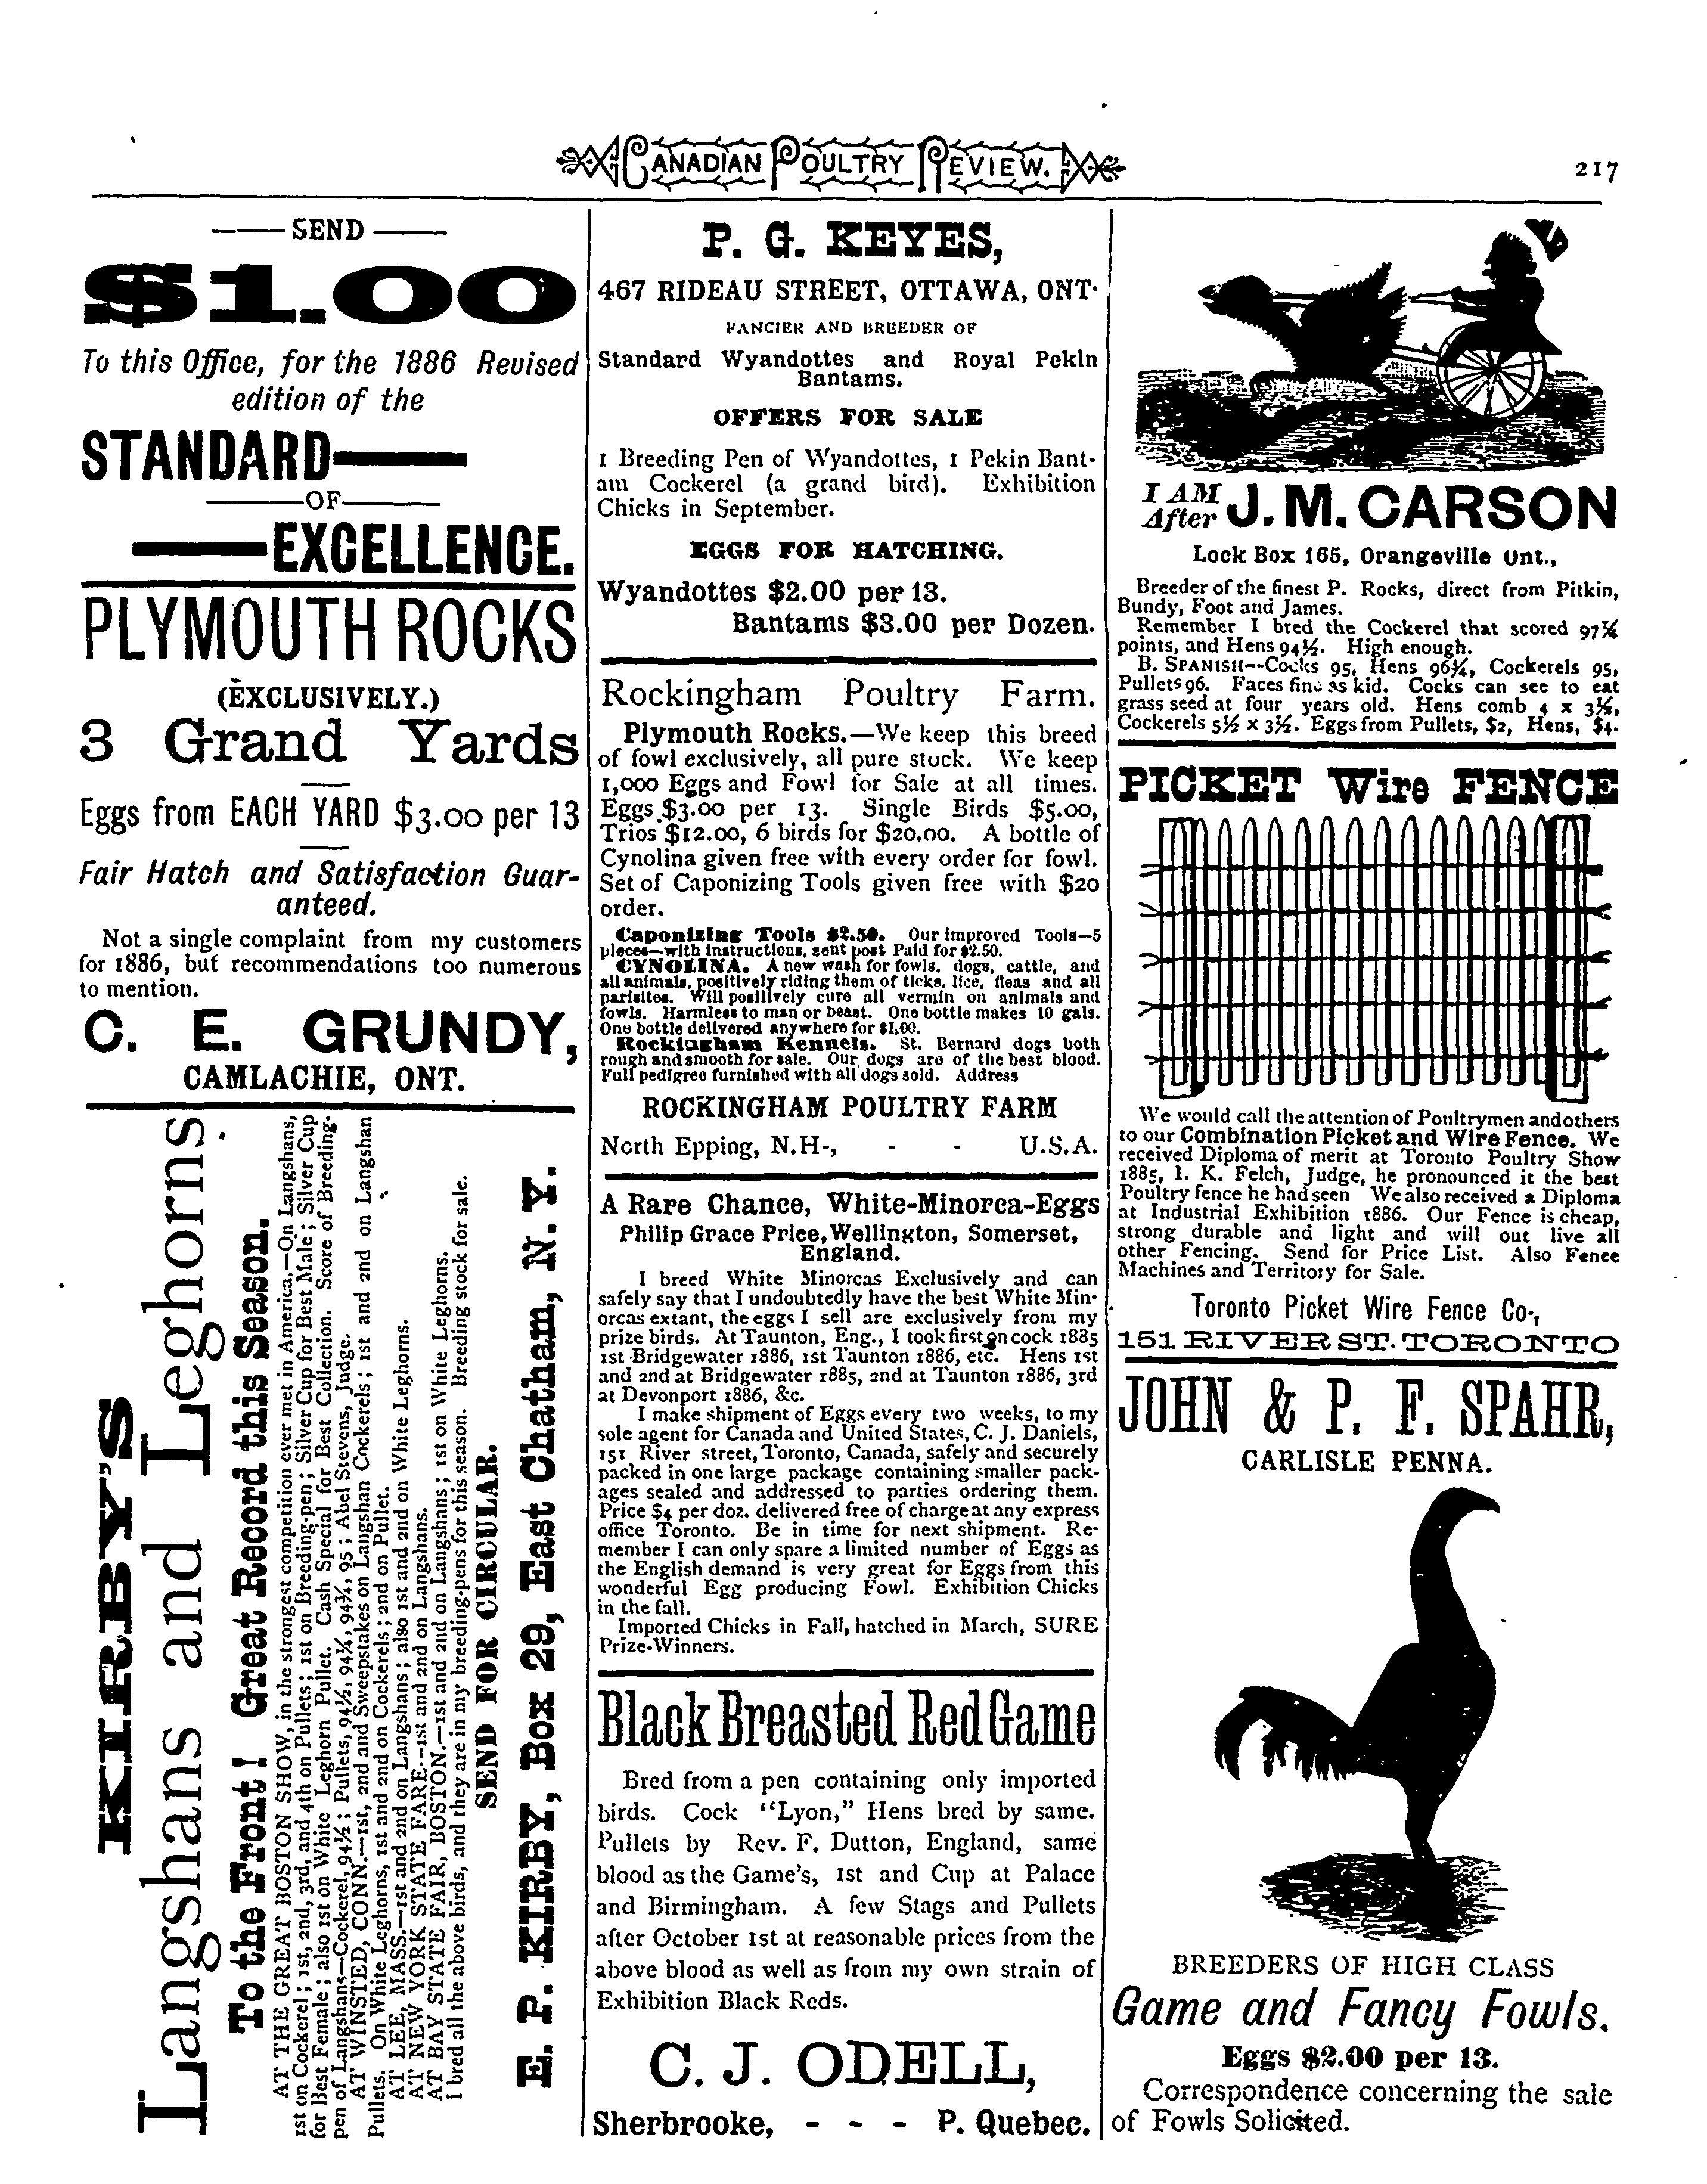 CANADIAN POULTRY REVIEW.
217
SEND
$1.00
To this Office, for the 1886 Revised
edition of the
STANDARD
OF
EXCELLENCE.
PLYMOUTH ROCKS
(EXCLUSIVELY.)
3 Grand Yards
Eggs from EACH YARD $3.00 per 13
Fair Hatch and Satisfaction Guar-
anteed.
Not a single complaint from my customers
for 1886, but recommendations too numerous
to mention.
C. E. GRUNDY,
CAMLACHIE, ONT.
KIRBY'S
Langshans and Leghorns
To the Front! Great Record this Season.
AT THE GREAT BOSTON SHOW, in the strongest competition ever met in America.—On Langshans,
1st on Cockerel; 1st, 2nd, 3rd, and 4th on Pullets; 1st on Breeding-pen; Silver Cup for Best Male; Silver Cup
for Best Female; also 1st on White Leghorn Pullet. Cash Special for Best Collection. Score of Breeding-
pen of Langshans—Cockerel, 94½; Pullets, 94½, 94¼, 94¾, 95; Abel Stevens, Judge.
AT WINSTED, CONN.—1st, 2nd and Sweepstakes on Langshan Cockerels; 1st and 2nd on Langshan
Pullets. On White Leghorns, 1st and 2nd on Cockerels; 2nd on Pullet.
AT LEE, MASS.—1st and 2nd on Langshans; also 1st and 2nd on White Leghorns.
AT NEW YORK STATE FARE.—1st and 2nd on Langshans.
AT BAY STATE FAIR, BOSTON.—1st and 2nd on Langshans; 1st on White Leghorns.
I bred all the above birds, and they are in my breeding-pens for this season. Breeding stock for sale.
SEND FOR CIRCULAR.
E. P. KIRBY, Box 29, East Chatham, N. Y.
P. G. KEYES,
467 RIDEAU STREET, OTTAWA, ONT.
FANCIER AND BREEDER OF
Standard Wyandottes and Royal Pekin
Bantams.
OFFERS FOR SALE
1 Breeding Pen of Wyandottes, 1 Pekin Bant-
am Cockerel (a grand bird). Exhibition
Chicks in September.
EGGS FOR HATCHING.
Wyandottes $2.00 per 13.
Bantams $3.00 per Dozen.
Rockingham Poultry Farm.
Plymouth Rocks.—We keep this breed
of fowl exclusively, all pure stock. We keep
1,000 Eggs and Fowl for Sale at all times.
Eggs $3.00 per 13. Single Birds $5.00,
Trios $12.00, 6 birds for $20.00. A bottle of
Cynolina given free with every order for fowl.
Set of Caponizing Tools given free with $20
order.
Caponizing Tools $2.50. Our improved Tools—5
pieces—with instructions, sent post Paid for $2.50.
CYNOLINA. A new wash for fowls, dogs, cattle, and
all animals, positively riding them of ticks, lice, fleas and all
parisites. Will positively cure all vermin on animals and
fowls. Harmless to man or beast. One bottle makes 10 gals.
One bottle delivered anywhere for $1.00.
Rockingham Kennels. St. Bernard dogs both
rough and smooth for sale. Our dogs are of the best blood.
Full pedigree furnished with all dogs sold. Address
ROCKINGHAM POULTRY FARM
North Epping, N.H-, - - U.S.A.
A Rare Chance, White-Minorca-Eggs
Philip Grace Price, Wellington, Somerset,
England.
I breed White Minorcas Exclusively and can
safely say that I undoubtedly have the best White Min-
orcas extant, the eggs I sell are exclusively from my
prize birds. At Taunton, Eng., I took first on cock 1885
1st Bridgewater 1886, 1st Taunton 1886, etc. Hens 1st
and 2nd at Bridgewater 1885, 2nd at Taunton 1886, 3rd
at Devonport 1886, &c.
I make shipment of Eggs every two weeks, to my
sole agent for Canada and United States, C. J. Daniels,
151 River street, Toronto, Canada, safely and securely
packed in one large package containing smaller pack-
ages sealed and addressed to parties ordering them.
Price $4 per doz. delivered free of charge at any express
office Toronto. Be in time for next shipment. Re-
member I can only spare a limited number of Eggs as
the English demand is very great for Eggs from this
wonderful Egg producing Fowl. Exhibition Chicks
in the fall.
Imported Chicks in Fall, hatched in March, SURE
Prize-Winners.
Black Breasted Red Game
Bred from a pen containing only imported
birds. Cock "Lyon," Hens bred by same.
Pullets by Rev. F. Dutton, England, same
blood as the Game's, 1st and Cup at Palace
and Birmingham. A few Stags and Pullets
after October 1st at reasonable prices from the
above blood as well as from my own strain of
Exhibition Black Reds.
C. J. ODELL,
Sherbrooke, - - - P. Quebec.
I AM
After J. M. CARSON
Lock Box 165, Orangeville Ont.,
Breeder of the finest P. Rocks, direct from Pitkin,
Bundy, Foot and James.
Remember I bred the Cockerel that scored 97¼
points, and Hens 94½. High enough.
B. SPANISH--Cocks 95, Hens 96¼, Cockerels 95,
Pullets 96. Faces fine as kid. Cocks can see to eat
grass seed at four years old. Hens comb 4 x 3½,
Cockerels 5½ x 3½. Eggs from Pullets, $2, Hens, $4.
PICKET Wire FENCE
We would call the attention of Poultrymen and others
to our Combination Picket and Wire Fence. We
received Diploma of merit at Toronto Poultry Show
1885, I. K. Felch, Judge, he pronounced it the best
Poultry fence he had seen We also received a Diploma
at Industrial Exhibition 1886. Our Fence is cheap,
strong durable and light and will out live all
other Fencing. Send for Price List. Also Fence
Machines and Territory for Sale.
Toronto Picket Wire Fence Co.,
151 RIVER ST. TORONTO
JOHN & P. F. SPAHR,
CARLISLE PENNA.
BREEDERS OF HIGH CLASS
Game and Fancy Fowls.
Eggs $2.00 per 13.
Correspondence concerning the sale
of Fowls Solicited.